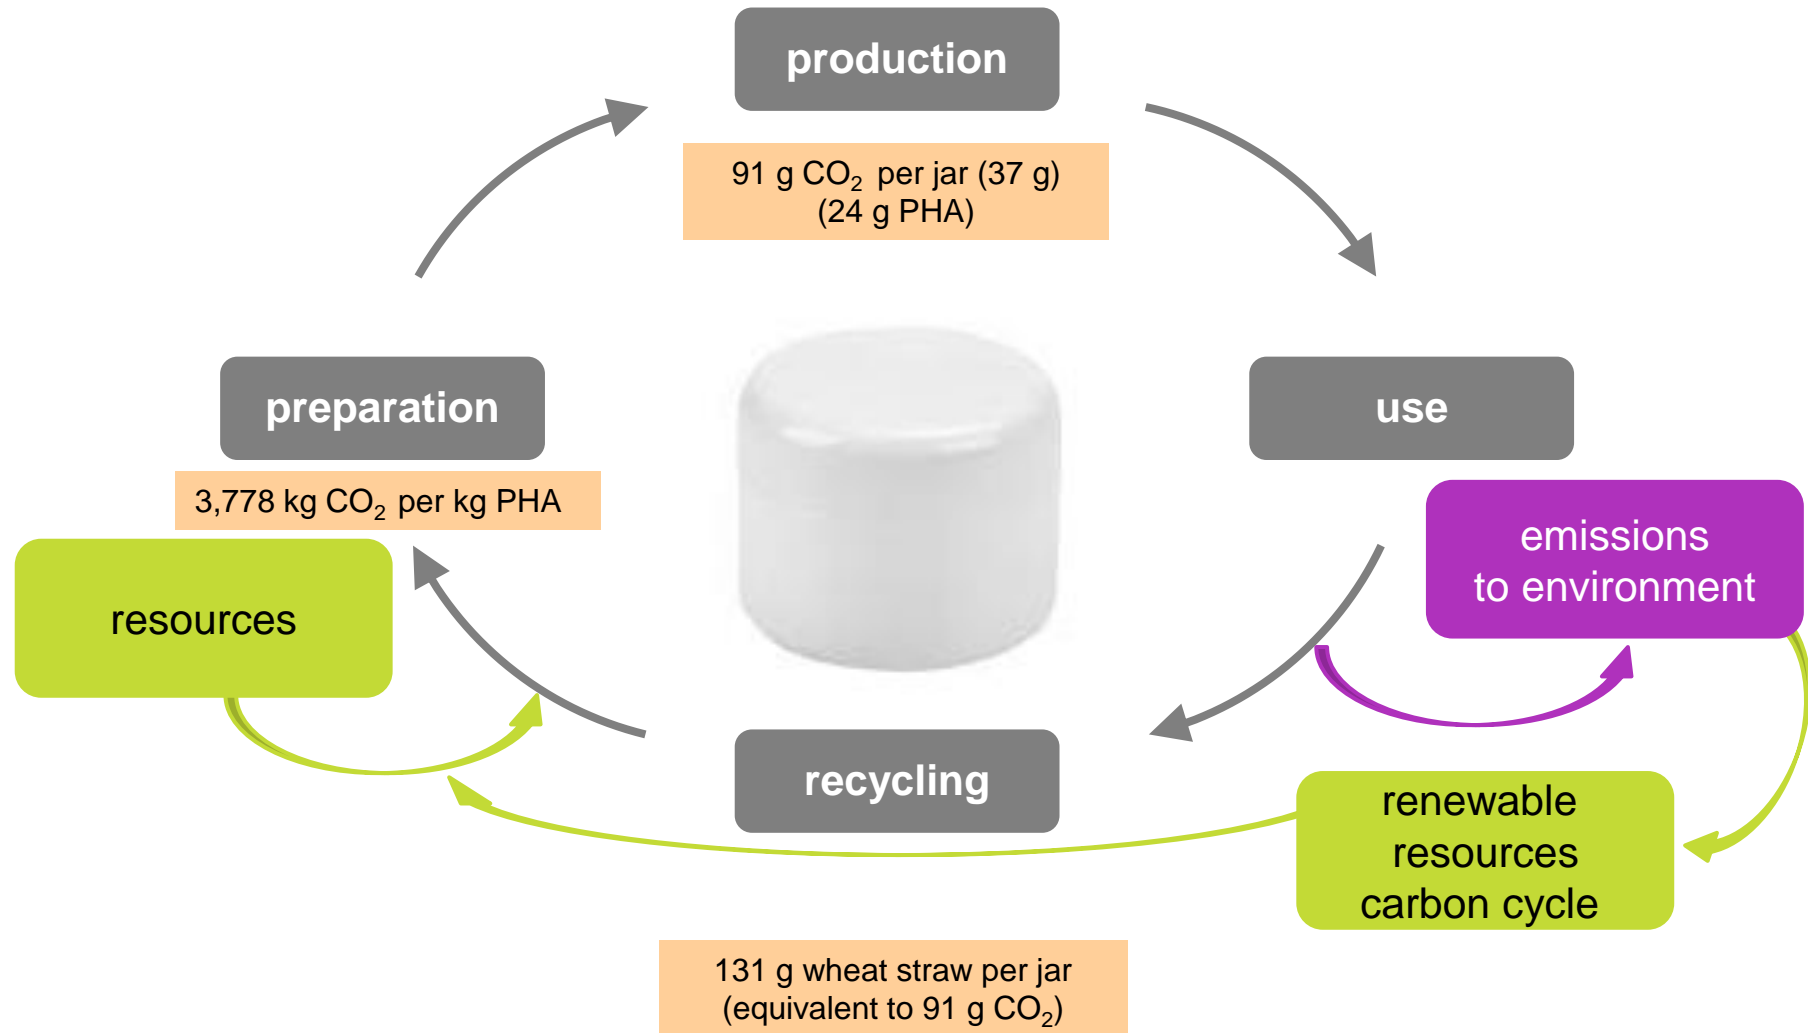 production
91 g CO₂ per jar (37 g)
(24 g PHA)
preparation
use
3,778 kg CO₂ per kg PHA
emissions
to environment
resources
recycling
renewable
resources
carbon cycle
131 g wheat straw per jar
(equivalent to 91 g CO₂)